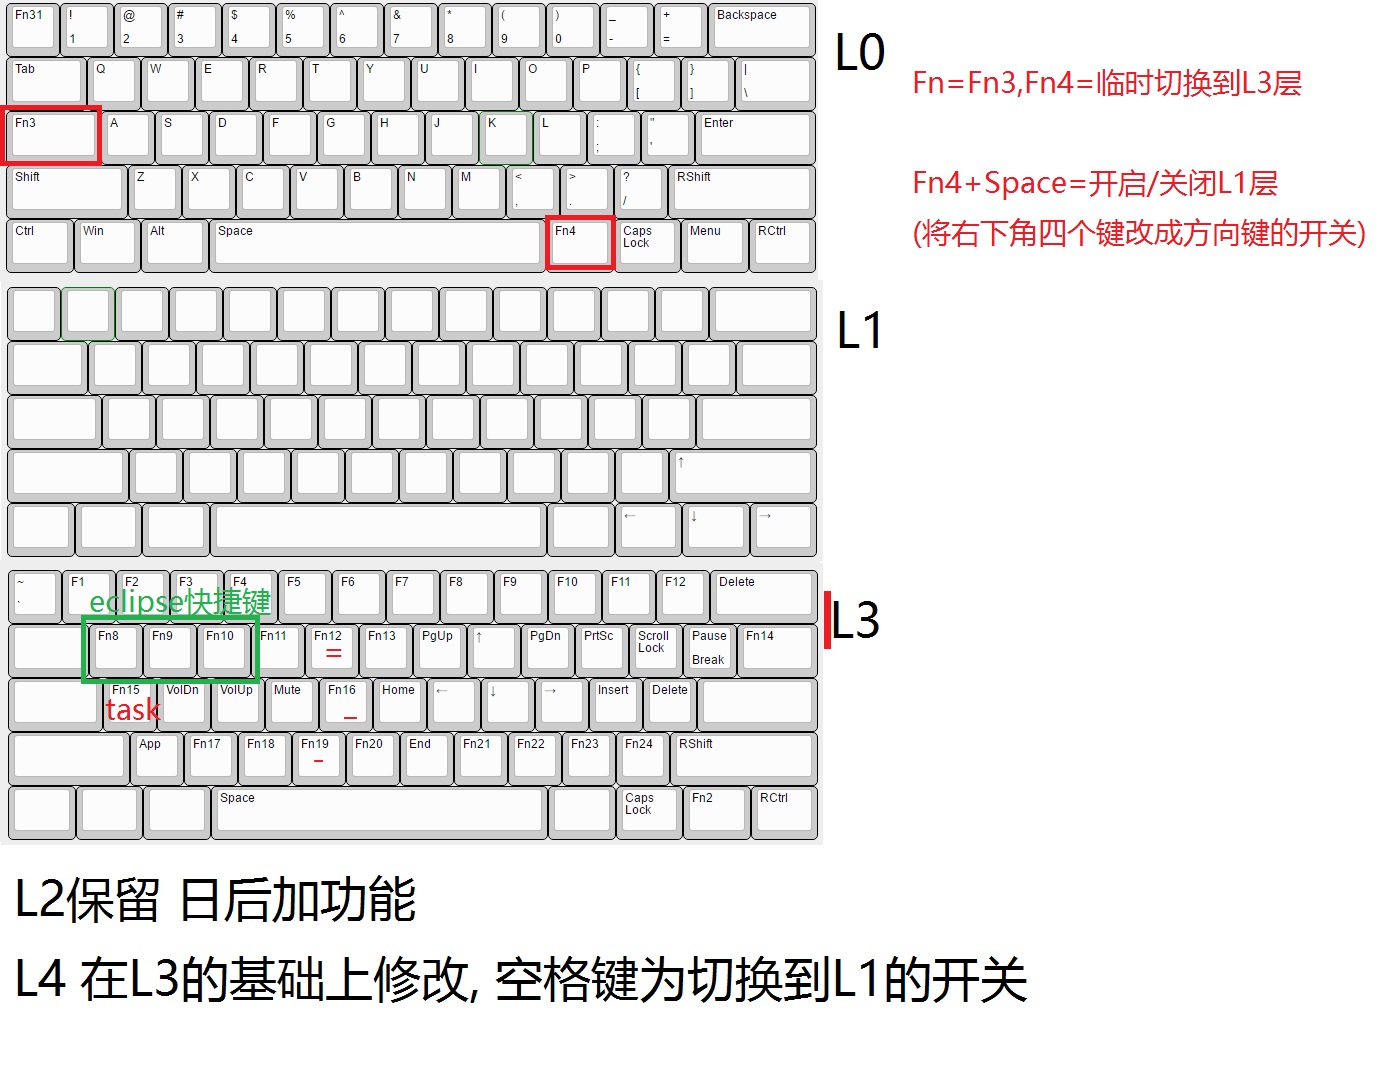 Fn31 ! @ # $ % ^ & * ( ) _ + Backspace
1 2 3 4 5 6 7 8 9 0 - =
L0
Tab Q W E R T Y U I O P { } |
[ ] \
Fn=Fn3,Fn4=临时切换到L3层
Fn3 A S D F G H J K L : " Enter
; '
Shift Z X C V B N M < > ? RShift
, . /
Fn4+Space=开启/关闭L1层
(将右下角四个键改成方向键的开关)
Ctrl Win Alt Space Fn4 Caps Menu RCtrl
Lock
L1
↑
← ↓ →
~ F1 F2 F3 F4 F5 F6 F7 F8 F9 F10 F11 F12 Delete
`
eclipse快捷键
L3
Fn8 Fn9 Fn10 Fn11 Fn12 Fn13 PgUp ↑ PgDn PrtSc Scroll Pause Fn14
Lock Break
=
Fn15 VolDn VolUp Mute Fn16 Home ← ↓ → Insert Delete
task _
App Fn17 Fn18 Fn19 Fn20 End Fn21 Fn22 Fn23 Fn24 RShift
-
Space Caps Fn2 RCtrl
Lock
L2保留 日后加功能
L4 在L3的基础上修改, 空格键为切换到L1的开关